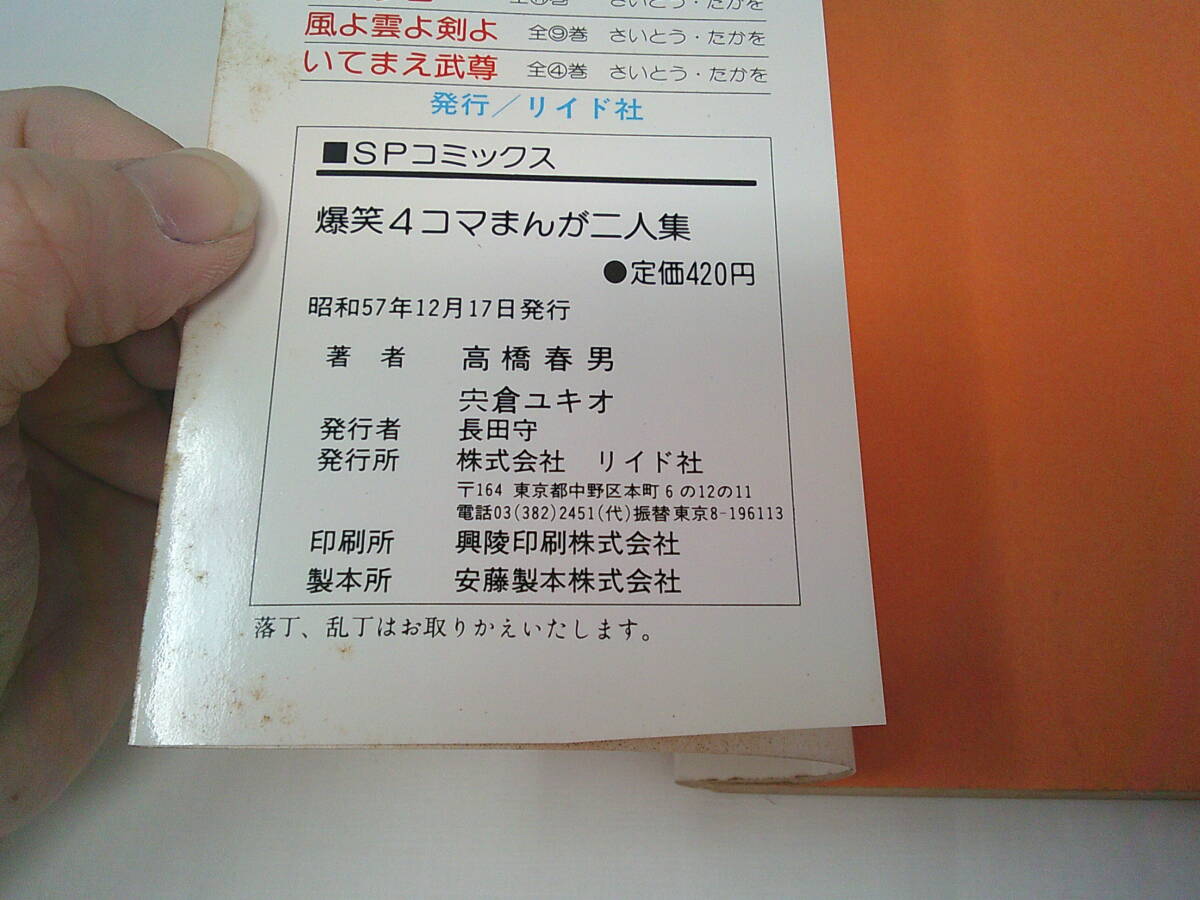 さいとう・たかを
風よ雲よ剣よ 全⑨巻 さいとう・たかを
いてまえ武尊 全④巻 さいとう・たかを
発行／リイド社
■SPコミックス
爆笑4コマまんが二人集
●定価420円
昭和57年12月17日発行
著者 高橋春男
宍倉ユキオ
発行者 長田守
発行所 株式会社 リイド社
〒164 東京都中野区本町6の12の11
電話03(382)2451(代)振替東京8-196113
印刷所 興陵印刷株式会社
製本所 安藤製本株式会社
落丁、乱丁はお取りかえいたします。